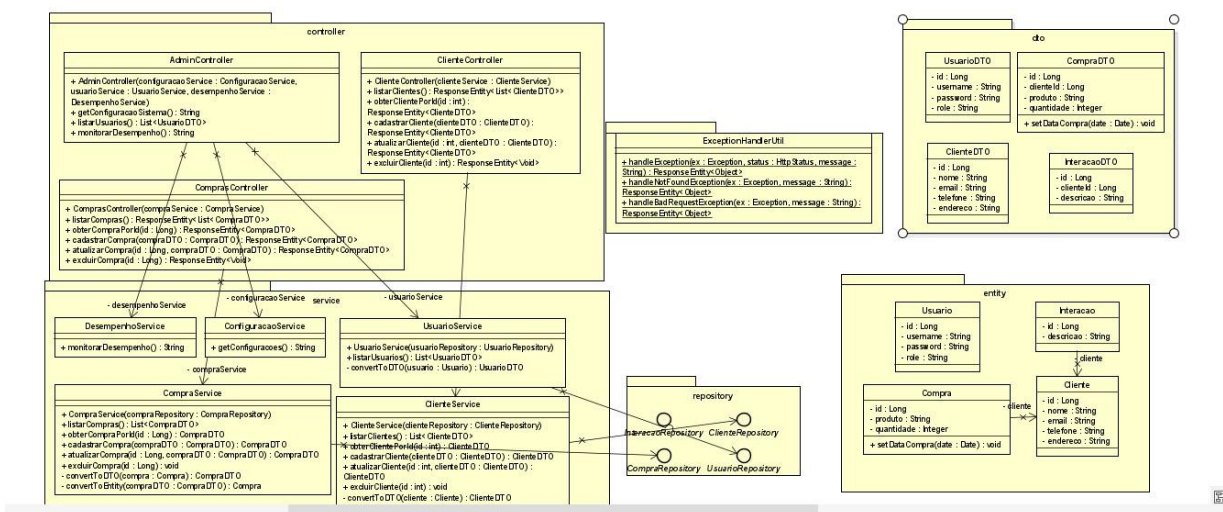 controller
AdminController
+ AdminController(configuracaoService : ConfiguracaoService,
usuarioService : UsuarioService, desempenhoService :
DesempenhoService)
+ getConfiguracaoSistema() : String
+ listarUsuarios() : List<UsuarioDTO>
+ monitorarDesempenho() : String
ClienteController
+ ClienteController(clienteService : ClienteService)
+ listarClientes() : ResponseEntity<List<ClienteDTO>>
+ obterClientePorId(id : int) :
ResponseEntity<ClienteDTO>
+ cadastrarCliente(clienteDTO : ClienteDTO) :
ResponseEntity<ClienteDTO>
+ atualizarCliente(id : int, clienteDTO : ClienteDTO) :
ResponseEntity<ClienteDTO>
+ excluirCliente(id : int) : ResponseEntity<Void>
ComprasController
+ ComprasController(compraService : CompraService)
+ listarCompras() : ResponseEntity<List<CompraDTO>>
+ obterCompraPorId(id : Long) : ResponseEntity<CompraDTO>
+ cadastrarCompra(compraDTO : CompraDTO) : ResponseEntity<CompraDTO>
+ atualizarCompra(id : Long, compraDTO : CompraDTO) : ResponseEntity<CompraDTO>
+ excluirCompra(id : Long) : ResponseEntity<Void>
ExceptionHandlerUtil
+ handleException(ex : Exception, status : HttpStatus, message :
String) : ResponseEntity<Object>
+ handleNotFoundException(ex : Exception, message : String) :
ResponseEntity<Object>
+ handleBadRequestException(ex : Exception, message : String) :
ResponseEntity<Object>
dto
UsuarioDTO
- id : Long
- username : String
- password : String
- role : String
CompraDTO
- id : Long
- clienteId : Long
- produto : String
- quantidade : Integer
+ setDataCompra(date : Date) : void
ClienteDTO
- id : Long
- nome : String
- email : String
- telefone : String
- endereco : String
InteracaoDTO
- id : Long
- clienteId : Long
- descricao : String
service
- desempenhoService
- configuracaoService
- usuarioService
DesempenhoService
+ monitorarDesempenho() : String
ConfiguracaoService
+ getConfiguracoes() : String
UsuarioService
+ UsuarioService(usuarioRepository : UsuarioRepository)
+ listarUsuarios() : List<UsuarioDTO>
- convertToDTO(usuario : Usuario) : UsuarioDTO
- compraService
CompraService
+ CompraService(compraRepository : CompraRepository)
+ listarCompras() : List<CompraDTO>
+ obterCompraPorId(id : Long) : CompraDTO
+ cadastrarCompra(compraDTO : CompraDTO) : CompraDTO
+ atualizarCompra(id : Long, compraDTO : CompraDTO) : CompraDTO
+ excluirCompra(id : Long) : void
- convertToDTO(compra : Compra) : CompraDTO
- convertToEntity(compraDTO : CompraDTO) : Compra
ClienteService
+ ClienteService(clienteRepository : ClienteRepository)
+ listarClientes() : List<ClienteDTO>
+ obterClientePorId(id : int) : ClienteDTO
+ cadastrarCliente(clienteDTO : ClienteDTO) : ClienteDTO
+ atualizarCliente(id : int, clienteDTO : ClienteDTO) :
ClienteDTO
+ excluirCliente(id : int) : void
- convertToDTO(cliente : Cliente) : ClienteDTO
repository
InteracaoRepository
ClienteRepository
CompraRepository
UsuarioRepository
entity
Usuario
- id : Long
- username : String
- password : String
- role : String
Interacao
- id : Long
- descricao : String
- cliente
Compra
- id : Long
- produto : String
- quantidade : Integer
+ setDataCompra(date : Date) : void
- cliente
Cliente
- id : Long
- nome : String
- email : String
- telefone : String
- endereco : String